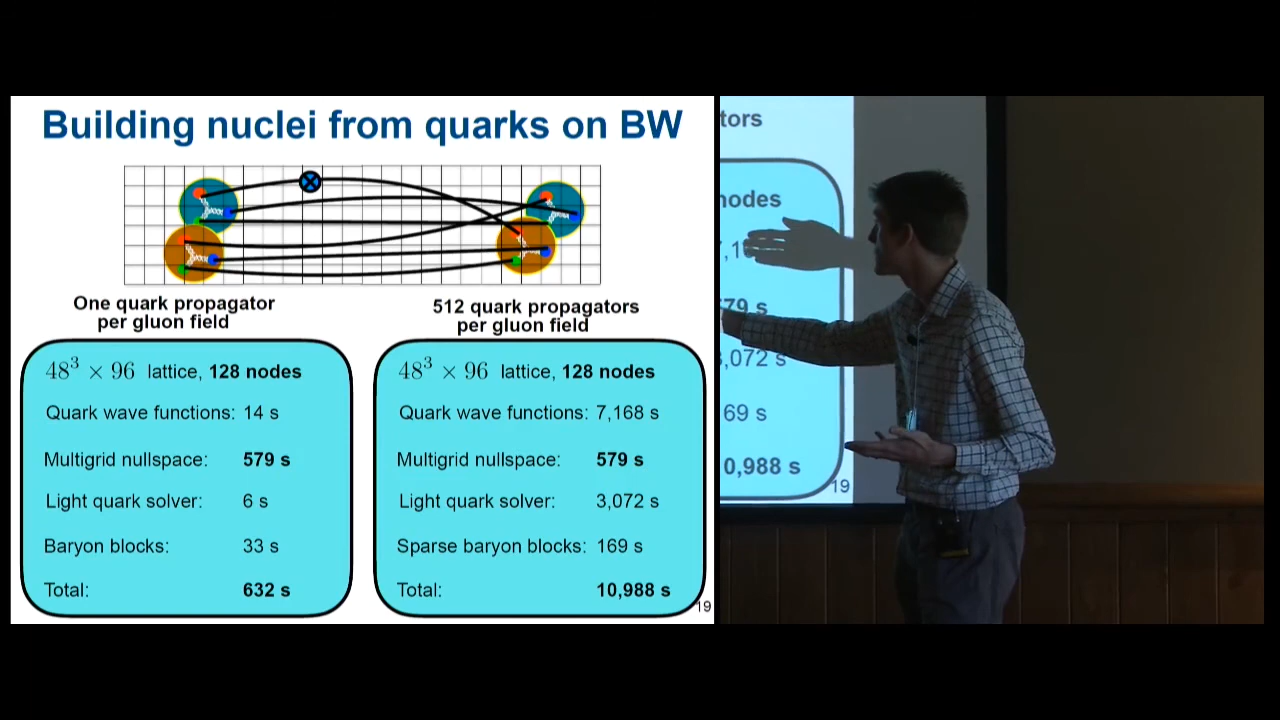 Building nuclei from quarks on BW
One quark propagator
per gluon field
512 quark propagators
per gluon field
48³ × 96 lattice, 128 nodes
Quark wave functions: 14 s
Multigrid nullspace: 579 s
Light quark solver: 6 s
Baryon blocks: 33 s
Total: 632 s
48³ × 96 lattice, 128 nodes
Quark wave functions: 7,168 s
Multigrid nullspace: 579 s
Light quark solver: 3,072 s
Sparse baryon blocks: 169 s
Total: 10,988 s
19
tors
nodes
579 s
3,072 s
69 s
0,988 s
19